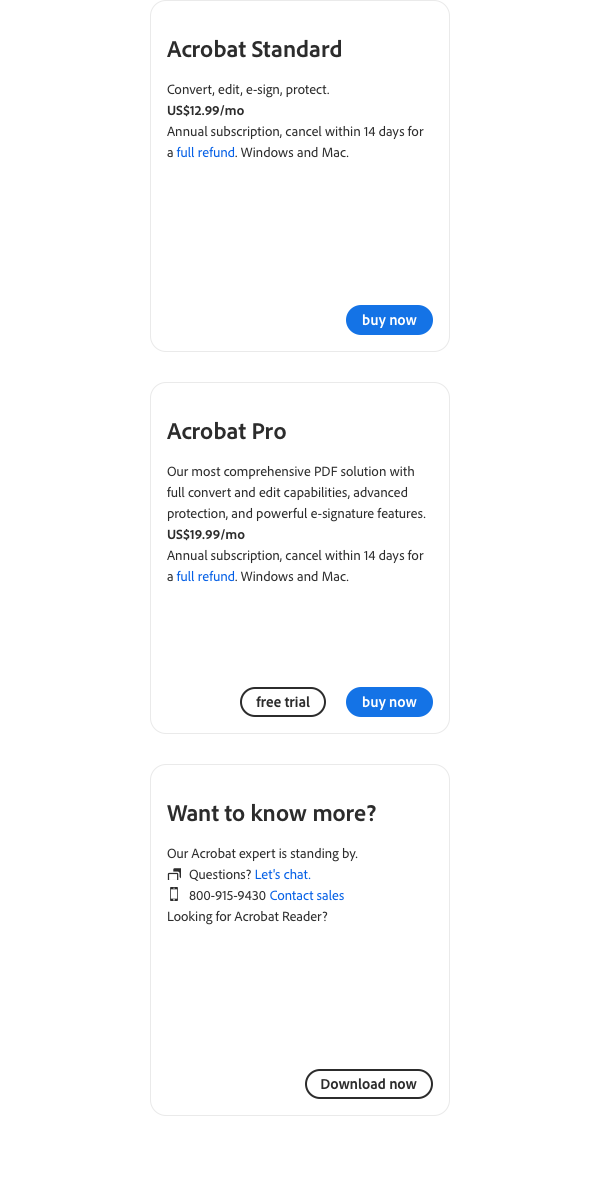 Acrobat Standard
Convert, edit, e-sign, protect.
US$12.99/mo
Annual subscription, cancel within 14 days for
a full refund. Windows and Mac.
buy now
Acrobat Pro
Our most comprehensive PDF solution with
full convert and edit capabilities, advanced
protection, and powerful e-signature features.
US$19.99/mo
Annual subscription, cancel within 14 days for
a full refund. Windows and Mac.
free trial
buy now
Want to know more?
Our Acrobat expert is standing by.
Questions? Let's chat.
800-915-9430 Contact sales
Looking for Acrobat Reader?
Download now